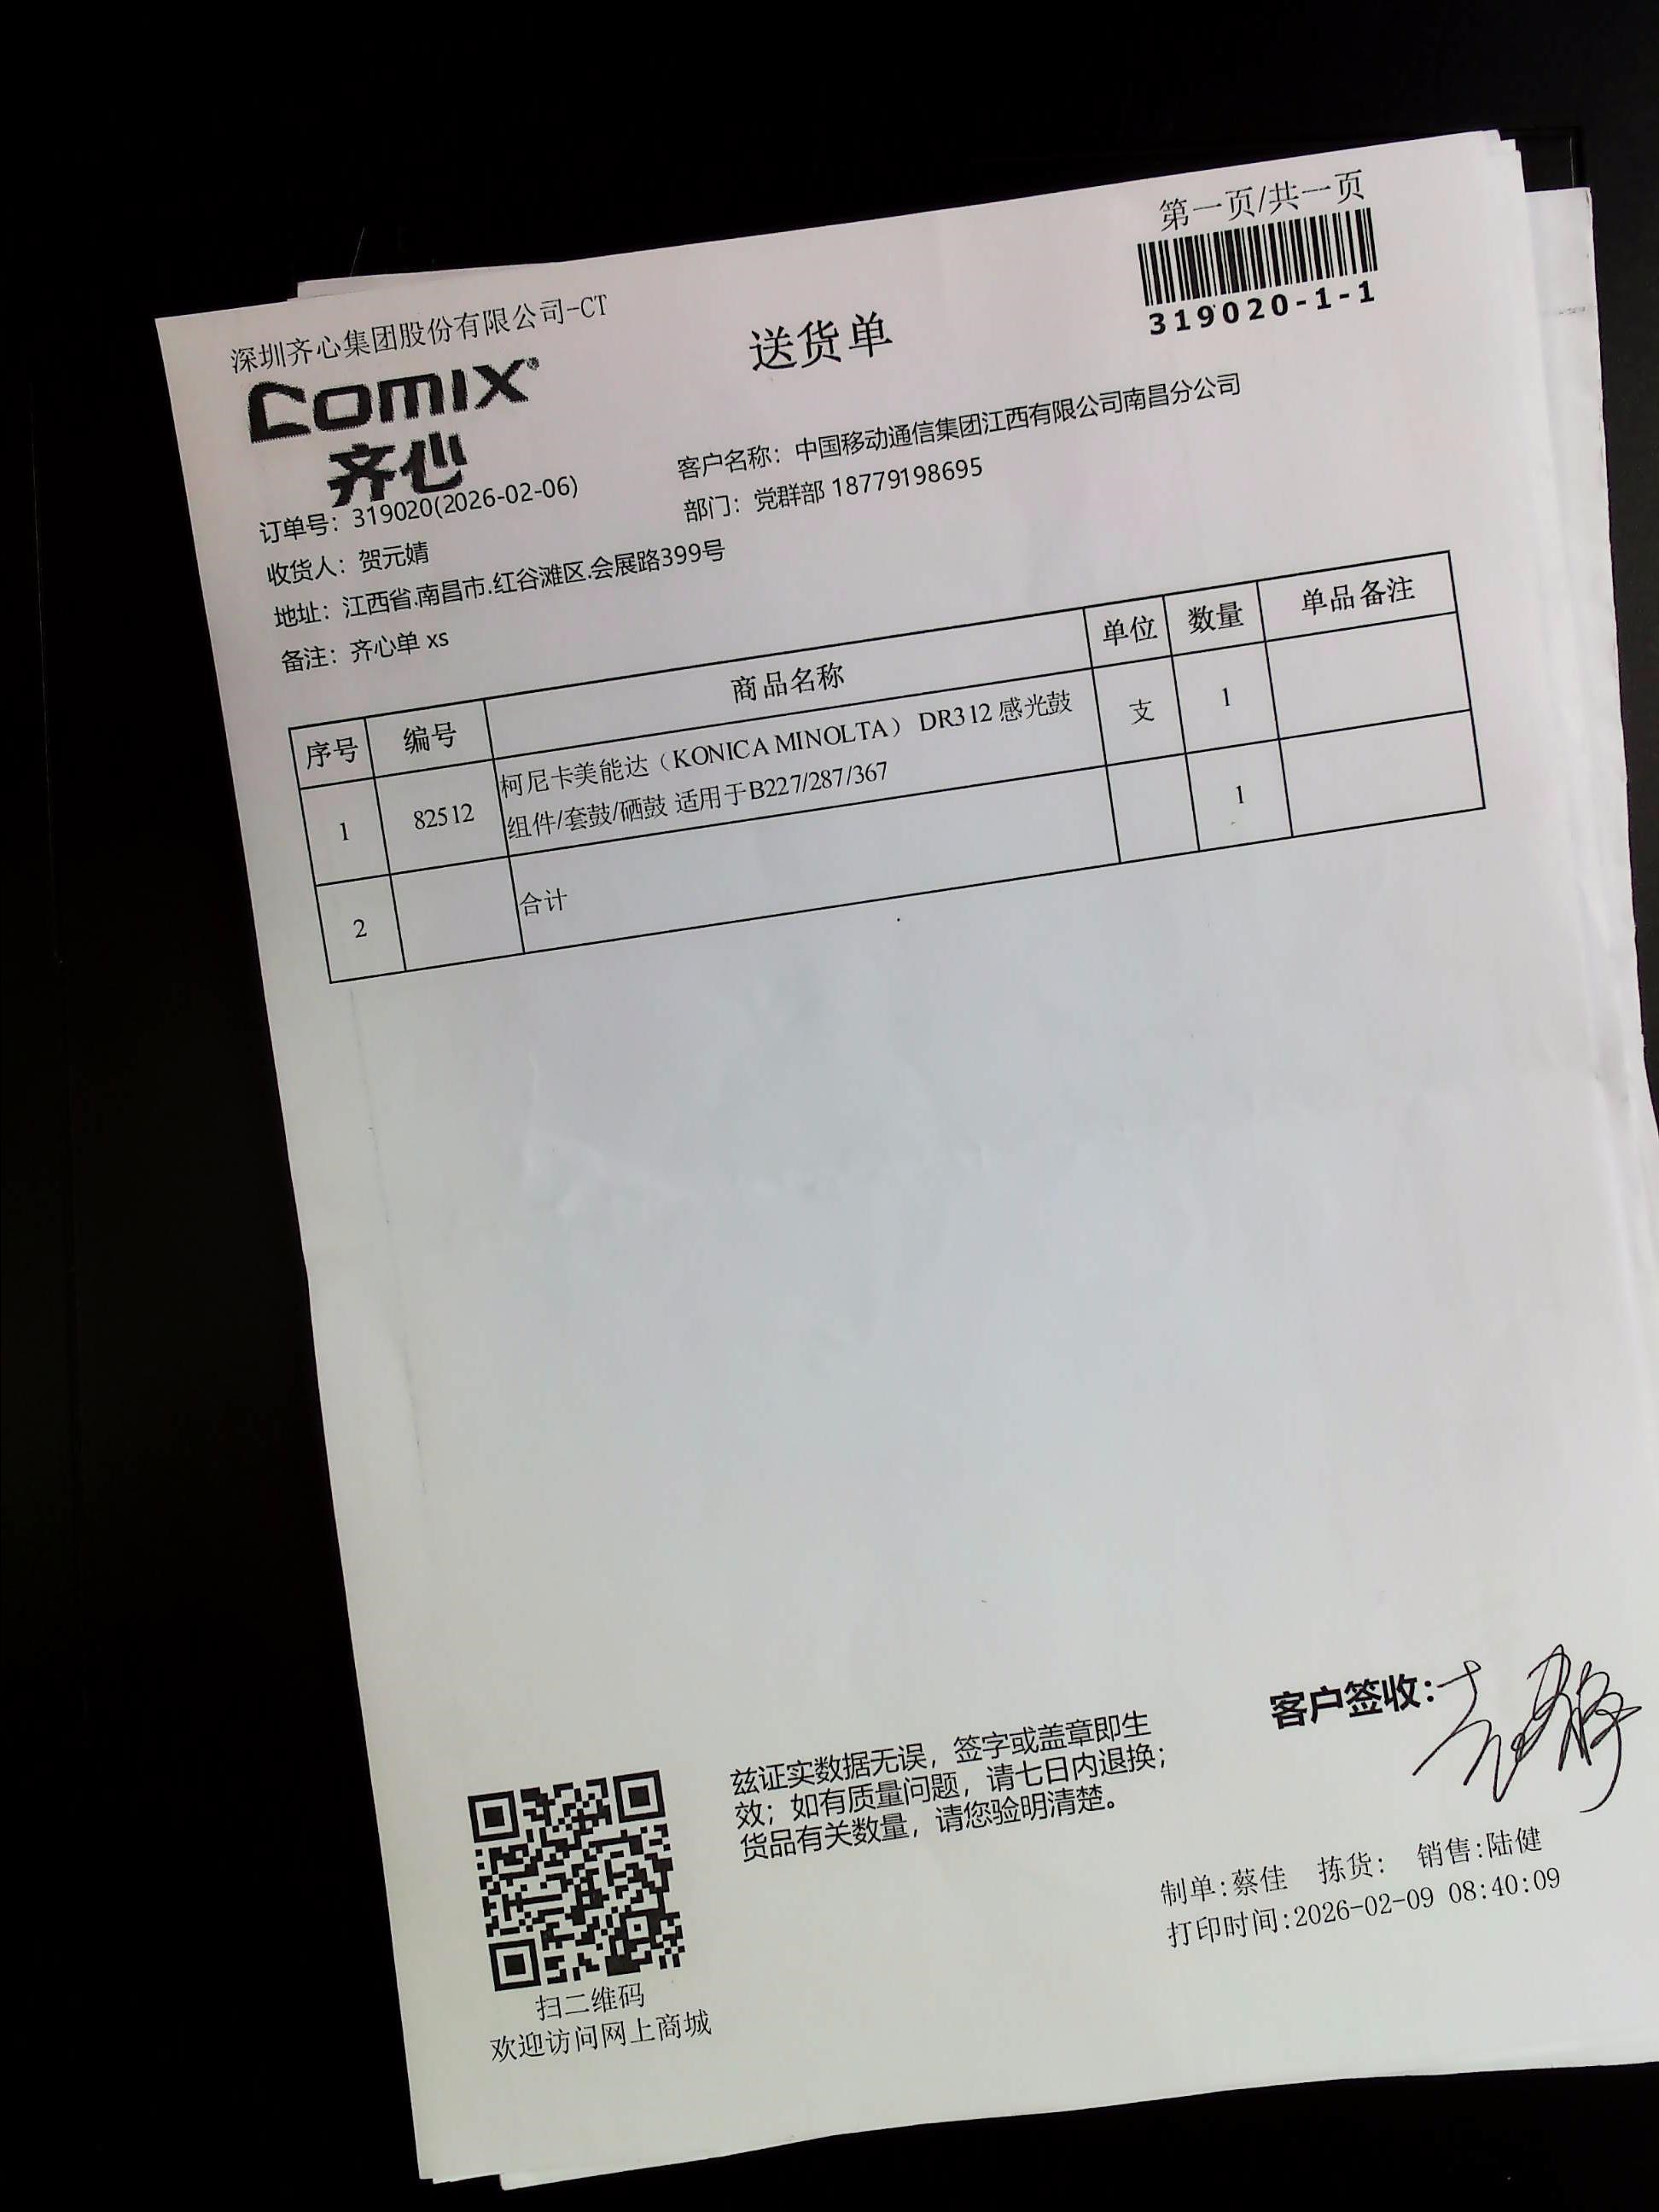 第一页/共一页
319020-1-1
深圳齐心集团股份有限公司-CT
comix
齐心
送货单
客户名称：中国移动通信集团江西有限公司南昌分公司
订单号：319020(2026-02-06)
部门：党群部 18779198695
收货人：贺元婧
地址：江西省.南昌市.红谷滩区.会展路399号
备注：齐心单 xs
序号 编号 商品名称 单位 数量 单品备注
1 82512 柯尼卡美能达（KONICA MINOLTA） DR312 感光鼓 支 1
组件/套鼓/硒鼓 适用于B227/287/367
2 合计 1
客户签收：
兹证实数据无误，签字或盖章即生
效；如有质量问题，请七日内退换；
货品有关数量，请您验明清楚。
制单:蔡佳 拣货: 销售:陆健
打印时间:2026-02-09 08:40:09
扫二维码
欢迎访问网上商城